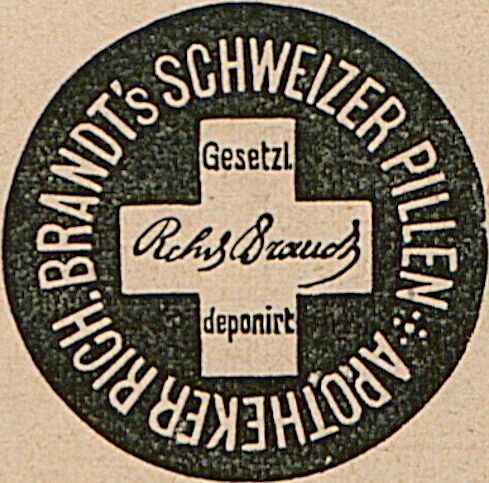 APOTHEKER RICH. BRANDT's SCHWEIZER PILLEN
Gesetzl.
Rchd Brandt
deponirt